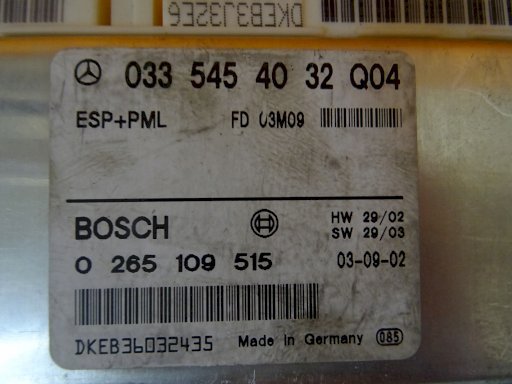 DKEB3J32E6
033 545 40 32 Q04
ESP+PML FD 03M09
BOSCH HW 29/02
SW 29/03
0 265 109 515 03-09-02
DKEB36032435 Made in Germany 085